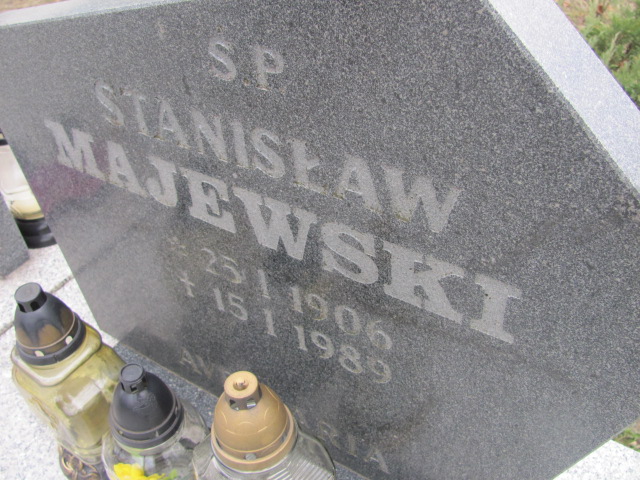 SP
STANISŁAW
MAJEWSKI
* 25 I 1906
+ 15 I 1989